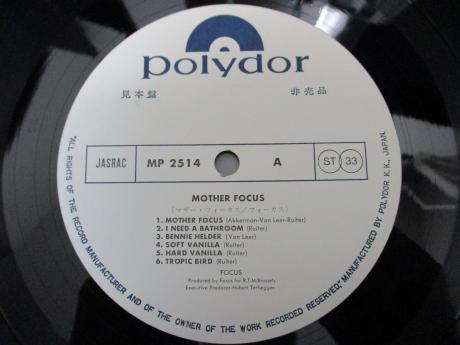 polydor
見本盤 非売品
JASRAC MP 2514 A ST 33
MOTHER FOCUS
(マザー・フォーカス/フォーカス)
1. MOTHER FOCUS (Akkerman-Van Leer-Ruiter)
2. I NEED A BATHROOM (Ruiter)
3. BENNIE HELDER (Van Leer)
4. SOFT VANILLA (Ruiter)
5. HARD VANILLA (Ruiter)
6. TROPIC BIRD (Ruiter)
FOCUS
Produced by Focus for R.T.M. Brussels
Executive Producer-Hubert Terheggen
"ALL RIGHTS OF THE RECORD MANUFACTURER AND OF THE OWNER OF THE WORK RECORDED RESERVED" MANUFACTURED BY POLYDOR K.K., JAPAN.